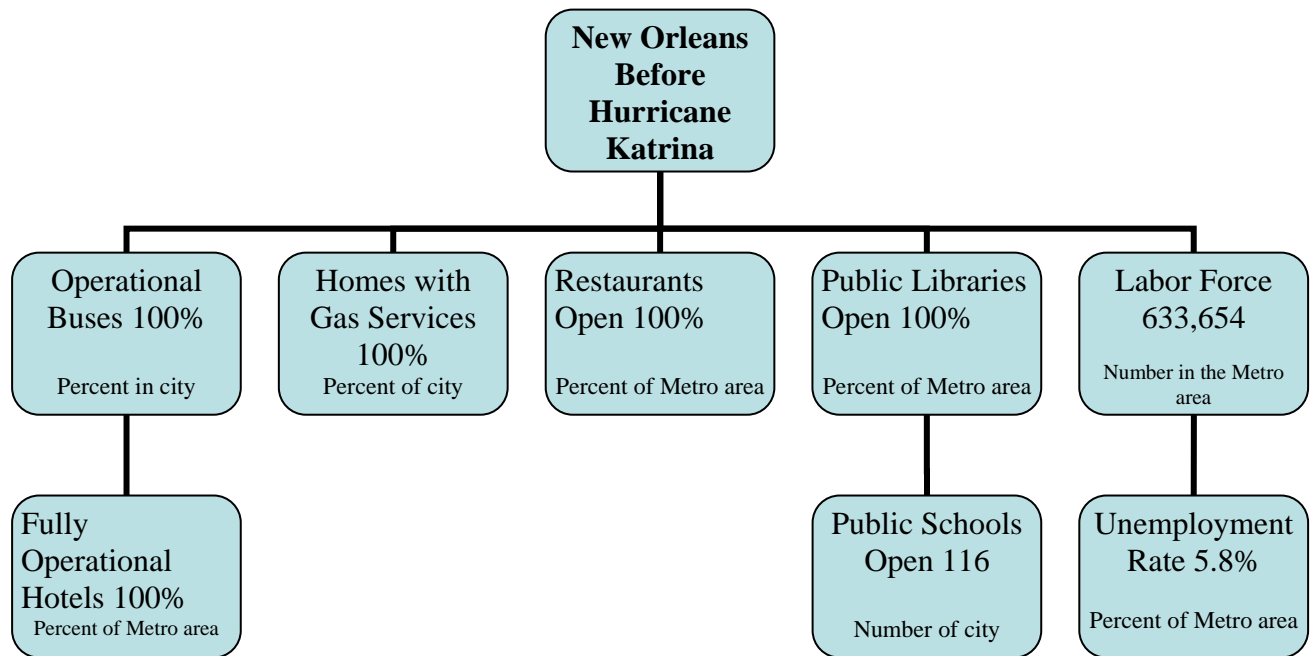 New Orleans
Before
Hurricane
Katrina
Operational
Buses 100%
Percent in city
Homes with
Gas Services
100%
Percent of city
Restaurants
Open 100%
Percent of Metro area
Public Libraries
Open 100%
Percent of Metro area
Labor Force
633,654
Number in the Metro
area
Fully
Operational
Hotels 100%
Percent of Metro area
Public Schools
Open 116
Number of city
Unemployment
Rate 5.8%
Percent of Metro area